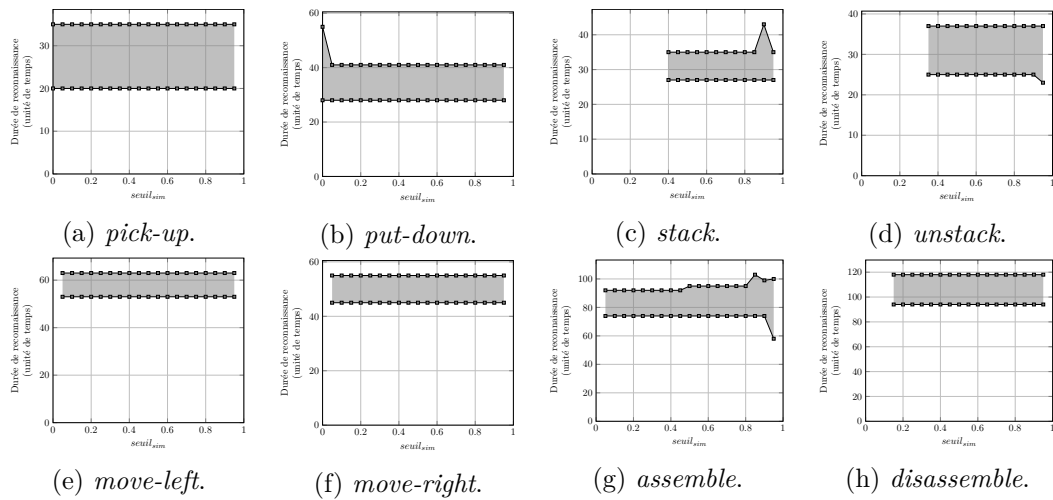 Durée de reconnaissance
(unité de temps)
30
20
10
0
0
0.2
0.4
0.6
0.8
1
seuil_sim
(a) pick-up.
Durée de reconnaissance
(unité de temps)
60
40
20
0
0
0.2
0.4
0.6
0.8
1
seuil_sim
(b) put-down.
Durée de reconnaissance
(unité de temps)
40
30
20
10
0
0
0.2
0.4
0.6
0.8
1
seuil_sim
(c) stack.
Durée de reconnaissance
(unité de temps)
40
30
20
10
0
0
0.2
0.4
0.6
0.8
1
seuil_sim
(d) unstack.
Durée de reconnaissance
(unité de temps)
60
40
20
0
0
0.2
0.4
0.6
0.8
1
seuil_sim
(e) move-left.
Durée de reconnaissance
(unité de temps)
60
40
20
0
0
0.2
0.4
0.6
0.8
1
seuil_sim
(f) move-right.
Durée de reconnaissance
(unité de temps)
100
80
60
40
20
0
0
0.2
0.4
0.6
0.8
1
seuil_sim
(g) assemble.
Durée de reconnaissance
(unité de temps)
120
100
80
60
40
20
0
0
0.2
0.4
0.6
0.8
1
seuil_sim
(h) disassemble.